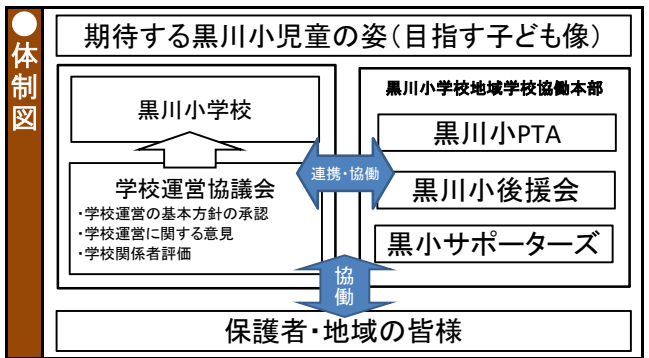 ●体制図
期待する黒川小児童の姿（目指す子ども像）
黒川小学校
学校運営協議会
・学校運営の基本方針の承認
・学校運営に関する意見
・学校関係者評価
連携・協働
黒川小学校地域学校協働本部
黒川小PTA
黒川小後援会
黒小サポーターズ
協働
保護者・地域の皆様